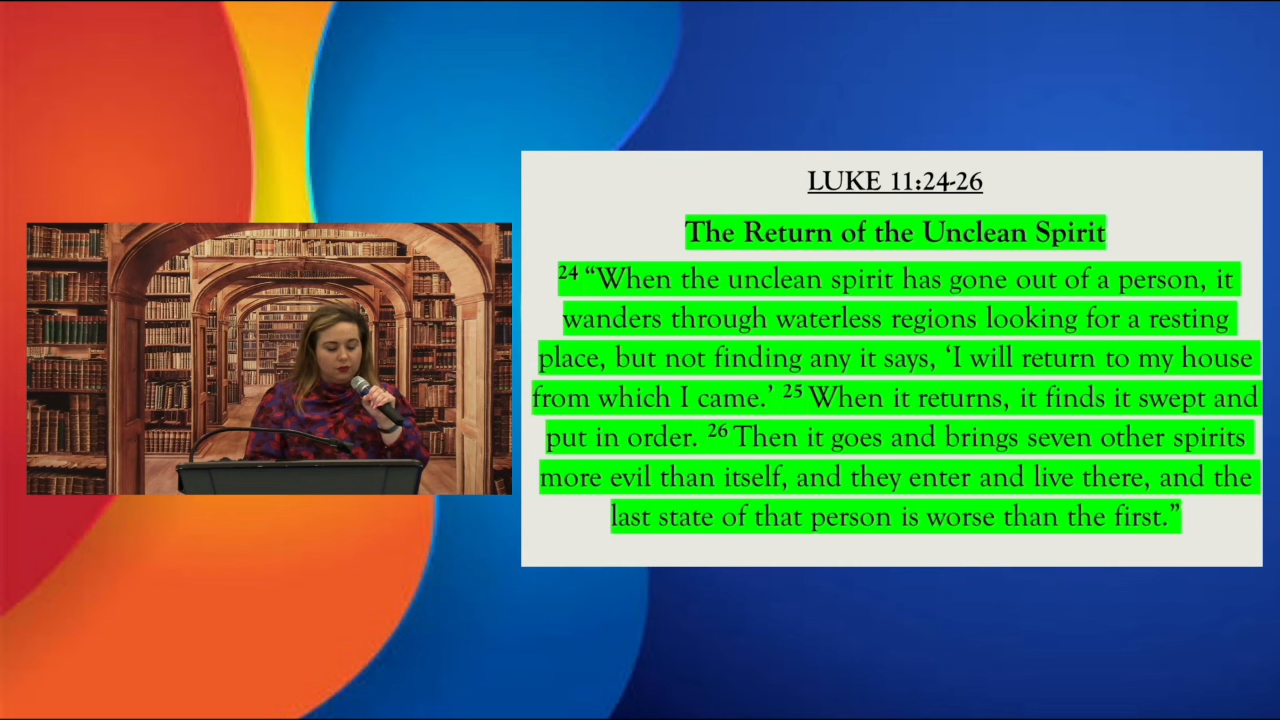 LUKE 11:24-26
The Return of the Unclean Spirit
24 “When the unclean spirit has gone out of a person, it
wanders through waterless regions looking for a resting
place, but not finding any it says, ‘I will return to my house
from which I came.’ 25 When it returns, it finds it swept and
put in order. 26 Then it goes and brings seven other spirits
more evil than itself, and they enter and live there, and the
last state of that person is worse than the first.”